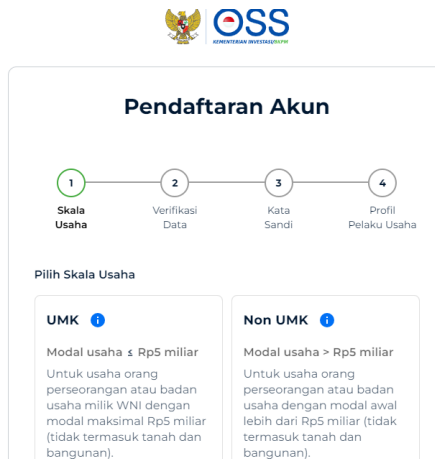 OSS
KEMENTERIAN INVESTASI/BKPM
Pendaftaran Akun
1
2
3
4
Skala
Usaha
Verifikasi
Data
Kata
Sandi
Profil
Pelaku Usaha
Pilih Skala Usaha
UMK i
Modal usaha ≤ Rp5 miliar
Untuk usaha orang
perseorangan atau badan
usaha milik WNI dengan
modal maksimal Rp5 miliar
(tidak termasuk tanah dan
bangunan).
Non UMK i
Modal usaha > Rp5 miliar
Untuk usaha orang
perseorangan atau badan
usaha dengan modal awal
lebih dari Rp5 miliar (tidak
termasuk tanah dan
bangunan).